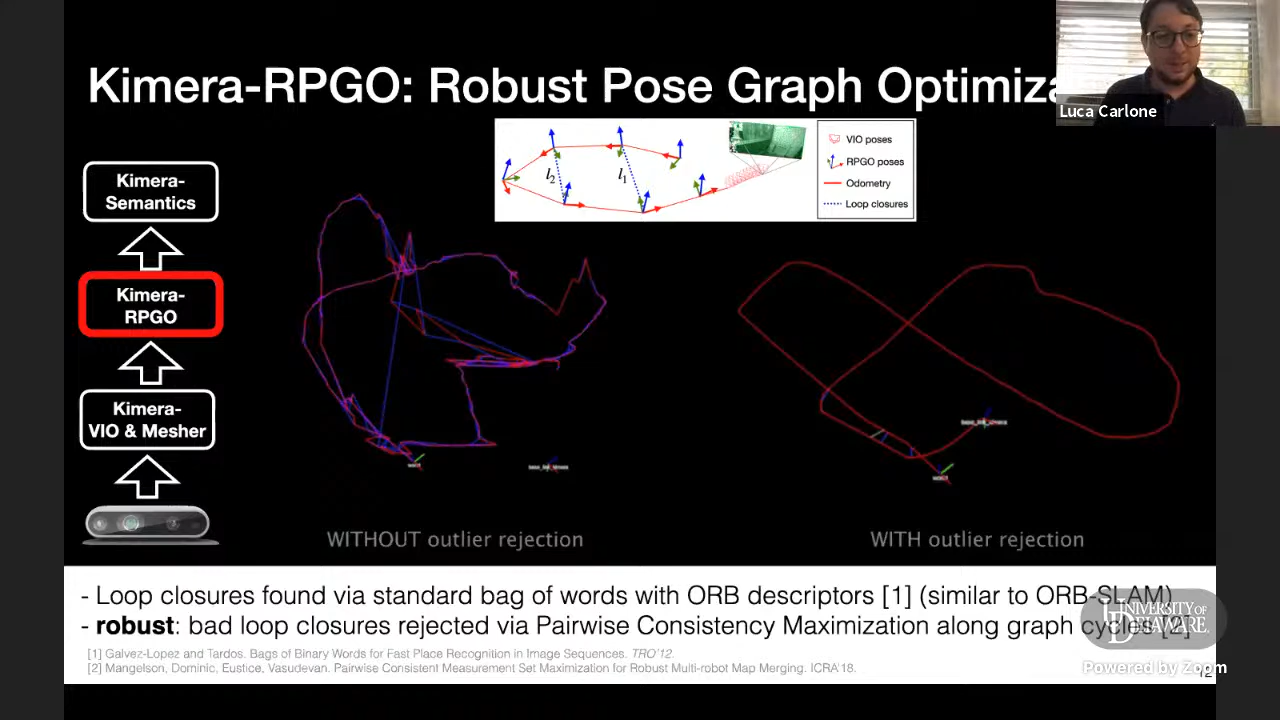 Kimera-RPGO: Robust Pose Graph Optimiza
Luca Carlone
Kimera-
Semantics
Kimera-
RPGO
Kimera-
VIO & Mesher
l2
l1
VIO poses
RPGO poses
Odometry
Loop closures
WITHOUT outlier rejection
WITH outlier rejection
- Loop closures found via standard bag of words with ORB descriptors [1] (similar to ORB-SLAM)
- robust: bad loop closures rejected via Pairwise Consistency Maximization along graph cycles [2]
[1] Galvez-Lopez and Tardos. Bags of Binary Words for Fast Place Recognition in Image Sequences. TRO'12.
[2] Mangelson, Dominic, Eustice, Vasudevan. Pairwise Consistent Measurement Set Maximization for Robust Multi-robot Map Merging. ICRA'18.
UNIVERSITY OF
DELAWARE.
Powered by Zoom
12